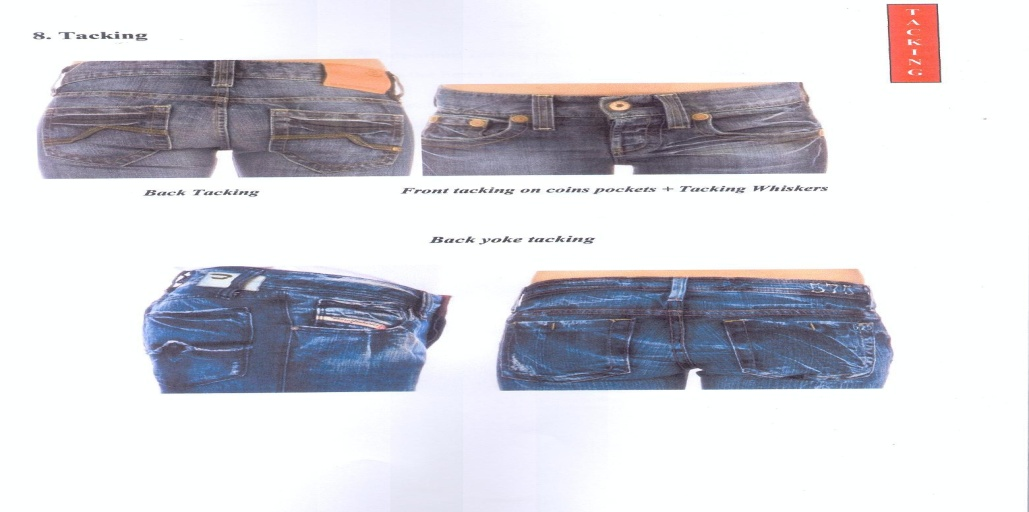 8. Tacking
TACKING
Back Tacking
Front tacking on coins pockets + Tacking Whiskers
Back yoke tacking